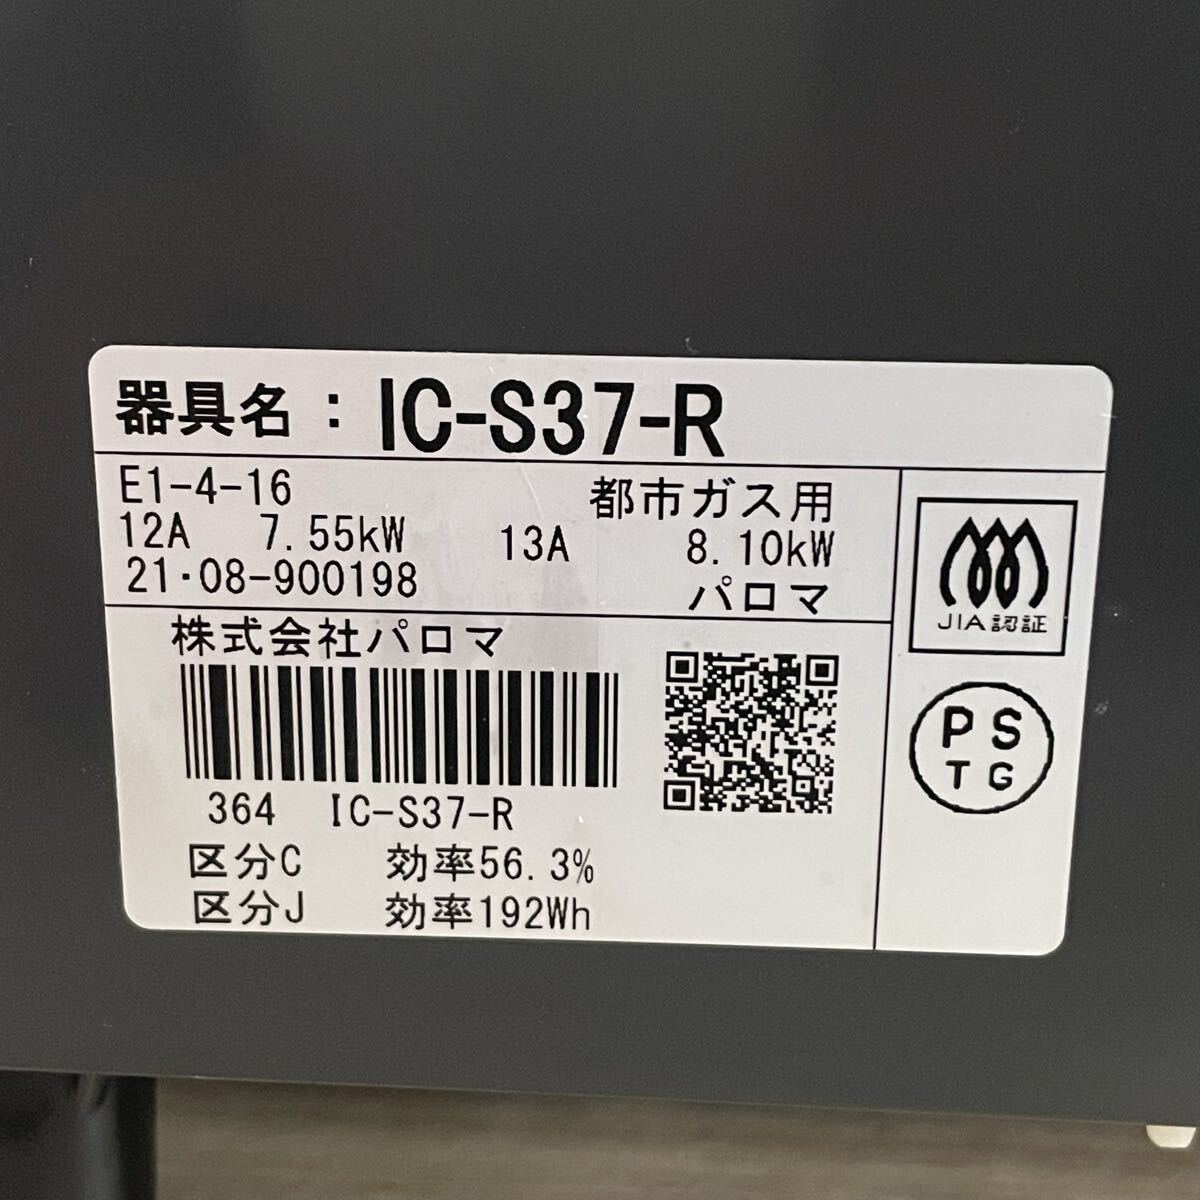 器具名：IC-S37-R
E1-4-16 都市ガス用
12A 7.55kW 13A 8.10kW
21・08-900198 パロマ
株式会社パロマ
364 IC-S37-R
区分C 効率56.3%
区分J 効率192Wh
JIA認証
PS
TG